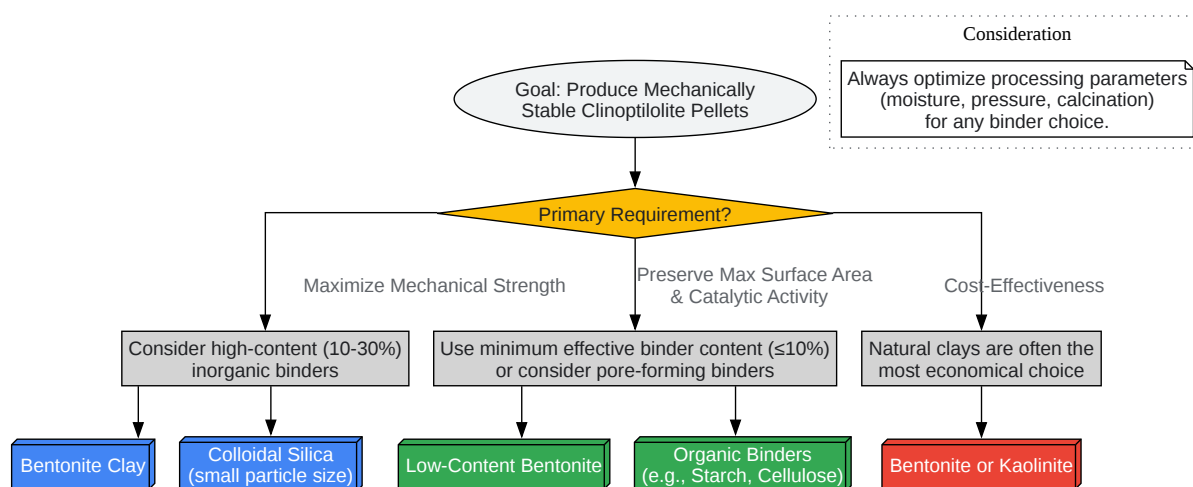 Consideration
Always optimize processing parameters
(moisture, pressure, calcination)
for any binder choice.
Goal: Produce Mechanically
Stable Clinoptilolite Pellets
Primary Requirement?
Maximize Mechanical Strength
Preserve Max Surface Area
& Catalytic Activity
Cost-Effectiveness
Consider high-content (10-30%)
inorganic binders
Use minimum effective binder content (≤10%)
or consider pore-forming binders
Natural clays are often the
most economical choice
Bentonite Clay
Colloidal Silica
(small particle size)
Low-Content Bentonite
Organic Binders
(e.g., Starch, Cellulose)
Bentonite or Kaolinite